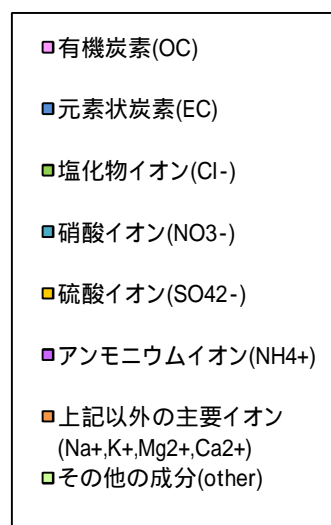 有機炭素(OC)
元素状炭素(EC)
塩化物イオン(Cl-)
硝酸イオン(NO3-)
硫酸イオン(SO42-)
アンモニウムイオン(NH4+)
上記以外の主要イオン
(Na+,K+,Mg2+,Ca2+)
その他の成分(other)